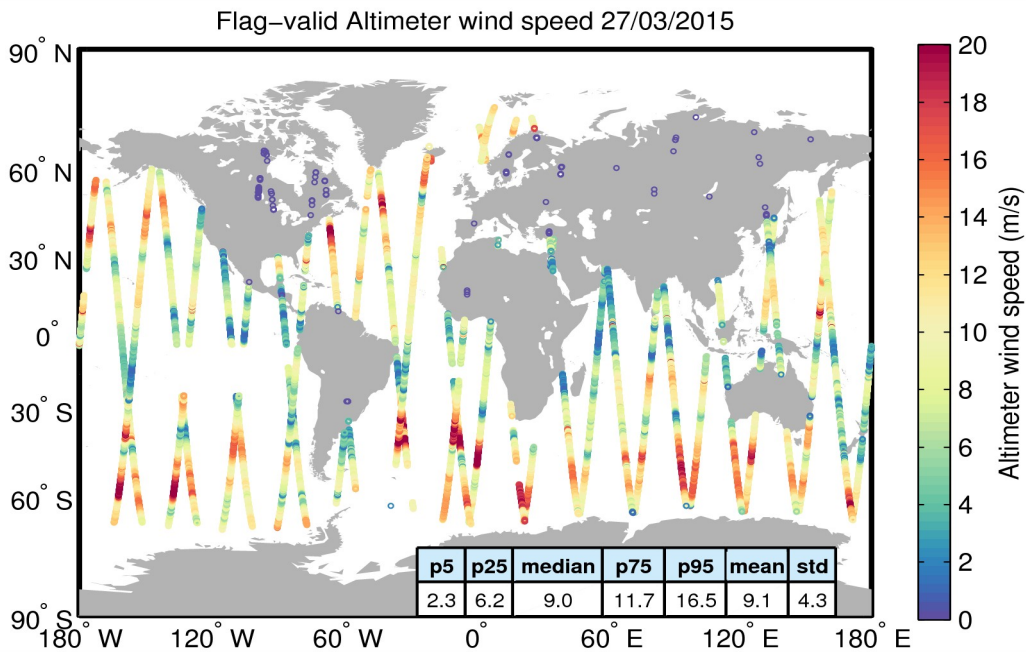 Flag−valid Altimeter wind speed 27/03/2015
90° N
60° N
30° N
0°
30° S
60° S
90° S
180° W
120° W
60° W
0°
60° E
120° E
180° E
p5 p25 median p75 p95 mean std
2.3 6.2 9.0 11.7 16.5 9.1 4.3
20
18
16
14
12
10
8
6
4
2
0
Altimeter wind speed (m/s)